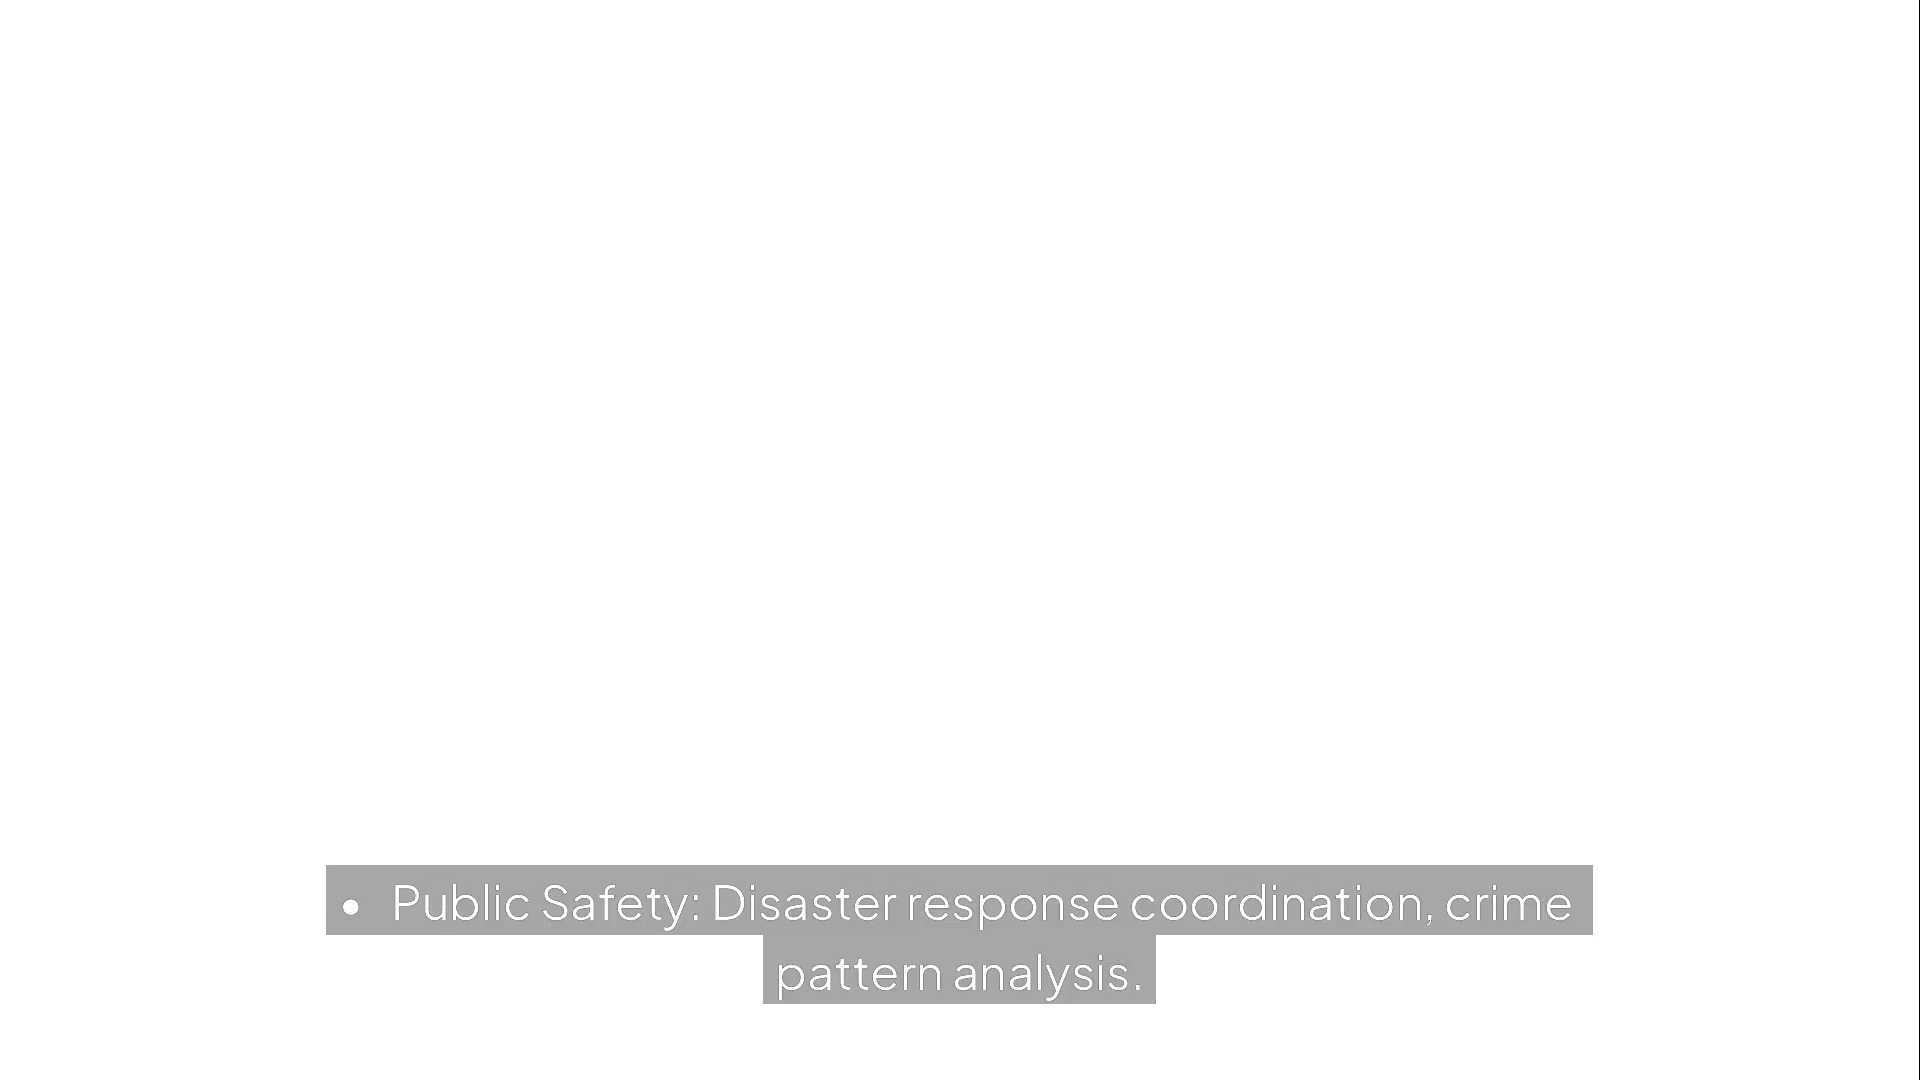 • Public Safety: Disaster response coordination, crime
pattern analysis.